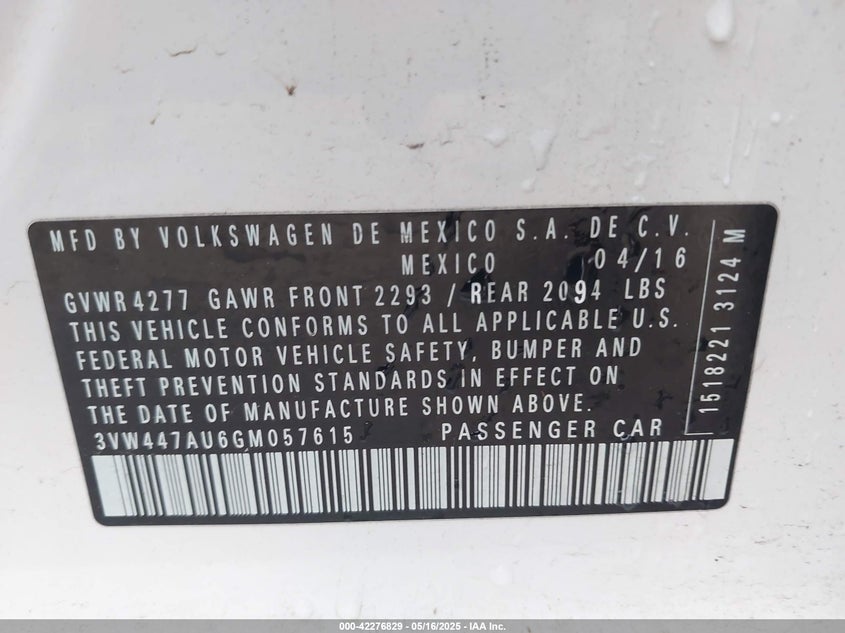 MFD BY VOLKSWAGEN DE MEXICO S.A. DE C.V.
MEXICO 04/16
GVWR 4277 GAWR FRONT 2293 / REAR 2094 LBS
THIS VEHICLE CONFORMS TO ALL APPLICABLE U.S.
FEDERAL MOTOR VEHICLE SAFETY, BUMPER AND
THEFT PREVENTION STANDARDS IN EFFECT ON
THE DATE OF MANUFACTURE SHOWN ABOVE.
3VW447AU6GM057615 PASSENGER CAR
1518221 3124 M
000-42276829 - 05/16/2025 - IAA Inc.